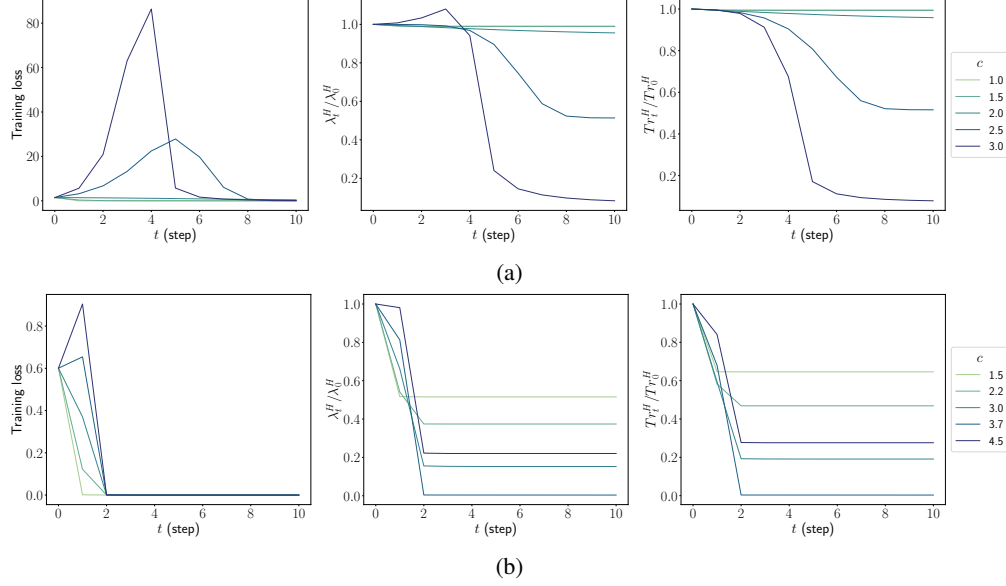 Training loss
80
60
40
20
0
0 2 4 6 8 10
t (step)
λ_t^H/λ_0^H
1.0
0.8
0.6
0.4
0.2
0 2 4 6 8 10
t (step)
Tr_t^H/Tr_0^H
1.0
0.8
0.6
0.4
0.2
0 2 4 6 8 10
t (step)
c
1.0
1.5
2.0
2.5
3.0
(a)
Training loss
0.8
0.6
0.4
0.2
0.0
0 2 4 6 8 10
t (step)
λ_t^H/λ_0^H
1.0
0.8
0.6
0.4
0.2
0.0
0 2 4 6 8 10
t (step)
Tr_t^H/Tr_0^H
1.0
0.8
0.6
0.4
0.2
0.0
0 2 4 6 8 10
t (step)
c
1.5
2.2
3.0
3.7
4.5
(b)